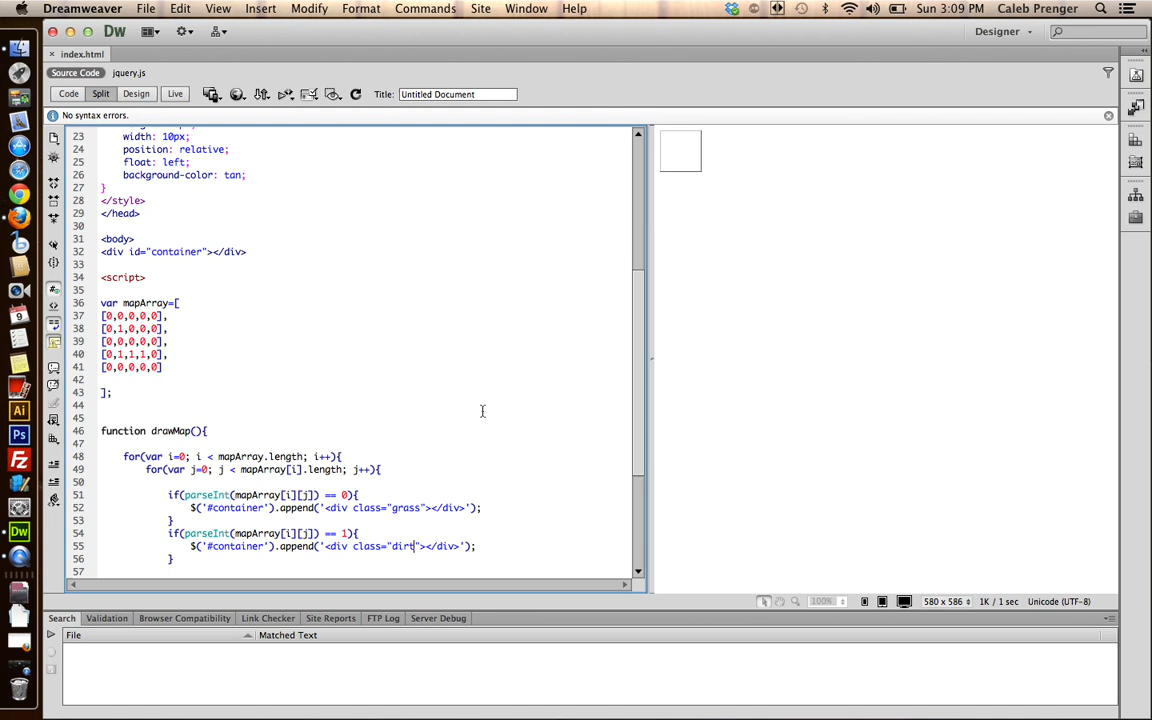 Dreamweaver File Edit View Insert Modify Format Commands Site Window Help Sun 3:09 PM Caleb Prenger
Dw Designer
index.html
Source Code jquery.js
Code Split Design Live Title: Untitled Document
No syntax errors.
23
24 width: 10px;
position: relative;
25 float: left;
26 background-color: tan;
27 }
28 </style>
29 </head>
30
31 <body>
32 <div id="container"></div>
33
34 <script>
35
36 var mapArray=[
37 [0,0,0,0,0],
38 [0,1,0,0,0],
39 [0,0,0,0,0],
40 [0,1,1,1,0],
41 [0,0,0,0,0]
42
43 ];
44
45
46 function drawMap(){
47
48 for(var i=0; i < mapArray.length; i++){
49 for(var j=0; j < mapArray[i].length; j++){
50
51 if(parseInt(mapArray[i][j]) == 0){
52 $('#container').append('<div class="grass"></div>');
53 }
54 if(parseInt(mapArray[i][j]) == 1){
55 $('#container').append('<div class="dirt"></div>');
56 }
57
100% 580 x 586 1K / 1 sec Unicode (UTF-8)
Search Validation Browser Compatibility Link Checker Site Reports FTP Log Server Debug
File Matched Text
9
Ai
Ps
Fz
Dw